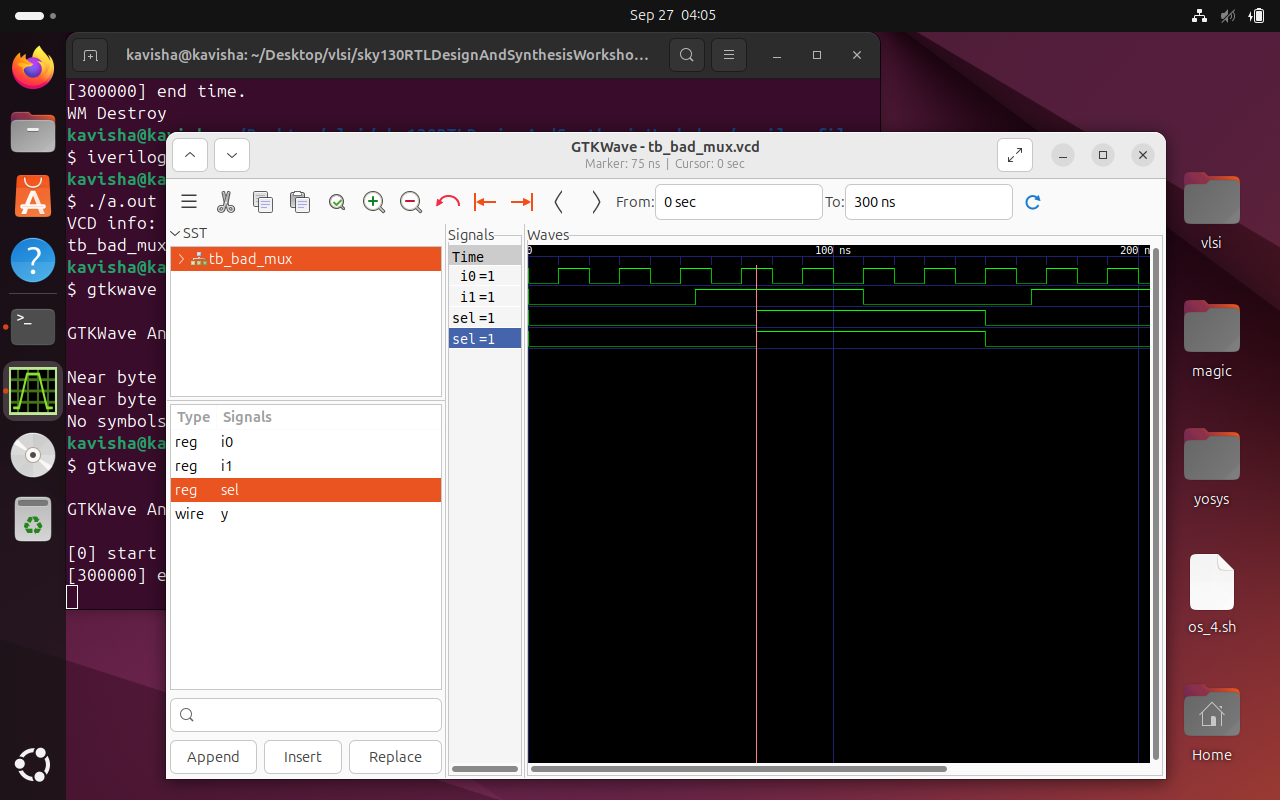 Sep 27 04:05
kavisha@kavisha: ~/Desktop/vlsi/sky130RTLDesignAndSynthesisWorksho...
[300000] end time.
WM Destroy
kavisha@ka
$ iverilog
kavisha@ka
$ ./a.out
VCD info:
tb_bad_mux
kavisha@ka
$ gtkwave
GTKWave An
Near byte
Near byte
No symbols
kavisha@ka
$ gtkwave
GTKWave An
[0] start
[300000] e
GTKWave - tb_bad_mux.vcd
Marker: 75 ns | Cursor: 0 sec
From: 0 sec To: 300 ns
SST
tb_bad_mux
Type Signals
reg i0
reg i1
reg sel
wire y
Append Insert Replace
Signals
Time
i0 =1
i1 =1
sel =1
sel =1
Waves
0 100 ns 200 n
vlsi
magic
yosys
os_4.sh
Home